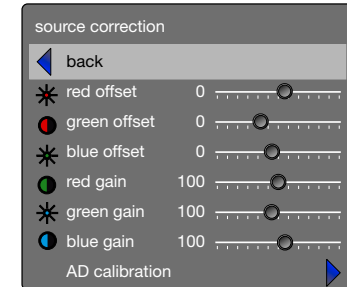 source correction
back
red offset 0
green offset 0
blue offset 0
red gain 100
green gain 100
blue gain 100
AD calibration